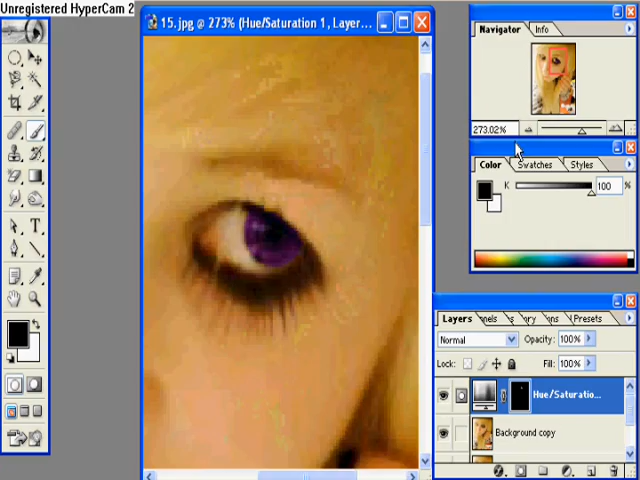 Unregistered HyperCam 2
15.jpg @ 273% (Hue/Saturation 1, Layer...
Navigator
Info
273.02%
Color
Swatches
Styles
K
100
%
Layers
Presets
Normal
Opacity:
100%
Lock:
Fill:
100%
Hue/Saturatio...
Background copy
T